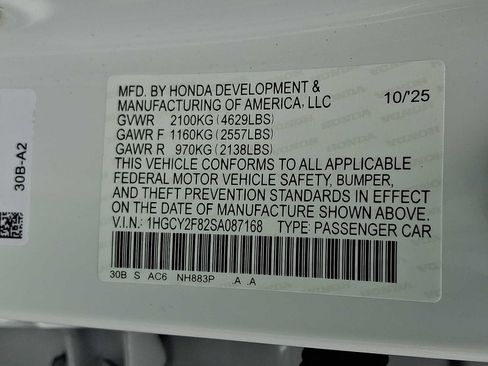 MFD. BY HONDA DEVELOPMENT &
MANUFACTURING OF AMERICA, LLC 10/25
GVWR 2100KG (4629LBS)
GAWR F 1160KG (2557LBS)
GAWR R 970KG (2138LBS)
THIS VEHICLE CONFORMS TO ALL APPLICABLE
FEDERAL MOTOR VEHICLE SAFETY, BUMPER,
AND THEFT PREVENTION STANDARDS IN EFFECT
ON THE DATE OF MANUFACTURE SHOWN ABOVE.
V.I.N.: 1HGCY2F82SA087168 TYPE: PASSENGER CAR
30B S AC6 NH883P .A .A
30B-A2
HONDA